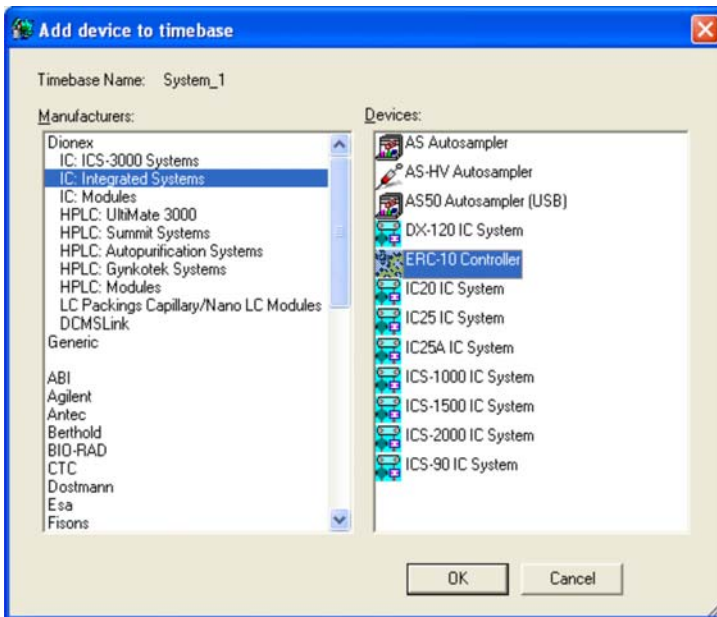 Add device to timebase
Timebase Name: System_1
Manufacturers:
Dionex
IC: ICS-3000 Systems
IC: Integrated Systems
IC: Modules
HPLC: UltiMate 3000
HPLC: Summit Systems
HPLC: Autopurification Systems
HPLC: Gynkotek Systems
HPLC: Modules
LC Packings Capillary/Nano LC Modules
DCMSLink
Generic
ABI
Agilent
Antec
Berthold
BIO-RAD
CTC
Dostmann
Esa
Fisons
Devices:
AS Autosampler
AS-HV Autosampler
AS50 Autosampler (USB)
DX-120 IC System
ERC-10 Controller
IC20 IC System
IC25 IC System
IC25A IC System
ICS-1000 IC System
ICS-1500 IC System
ICS-2000 IC System
ICS-90 IC System
OK
Cancel